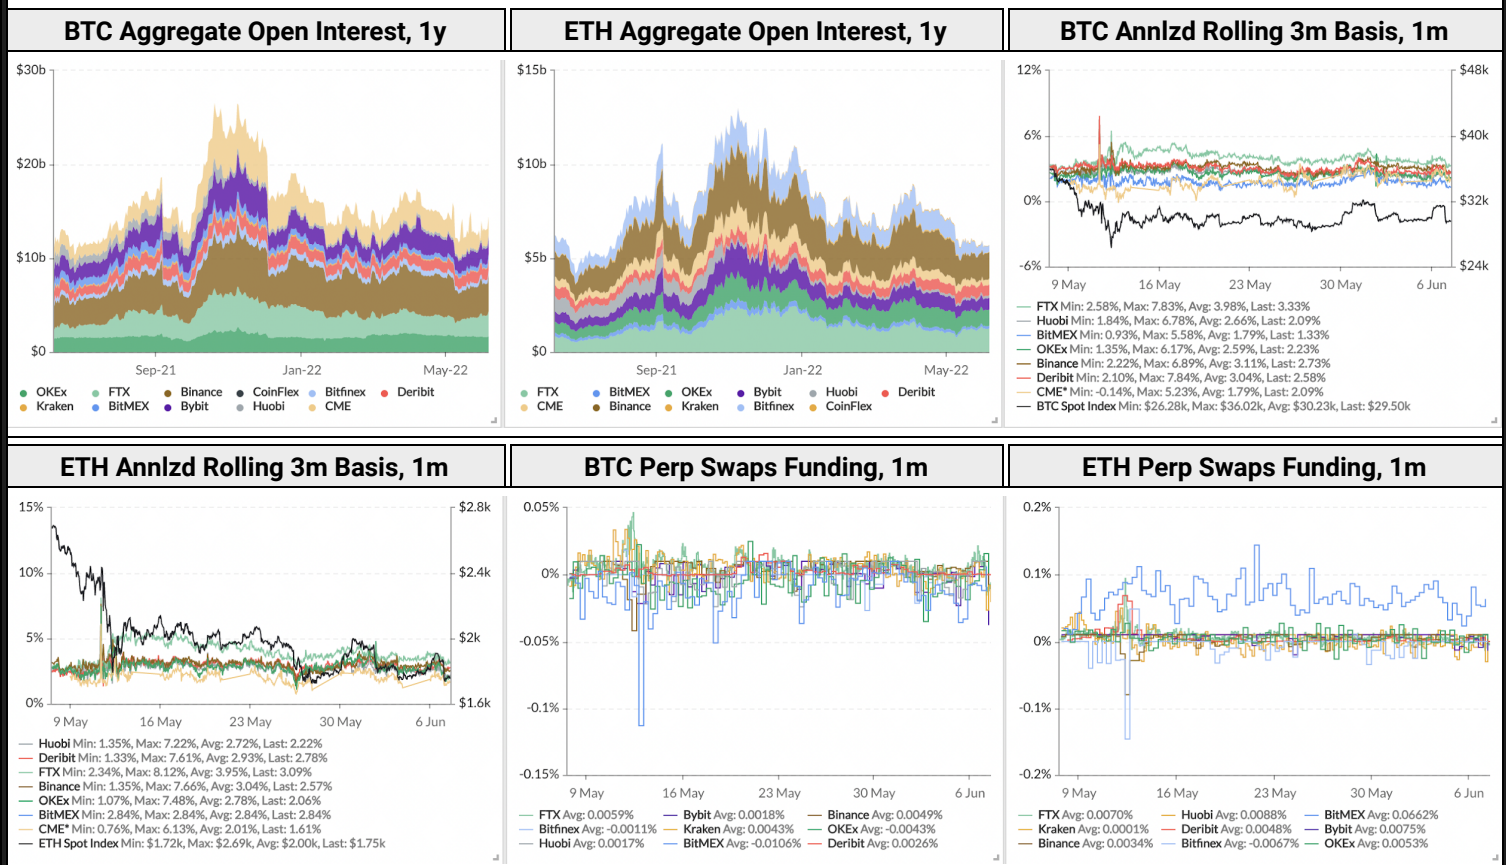 BTC Aggregate Open Interest, 1y
$30b
$20b
$10b
$0
Sep-21 Jan-22 May-22
OKEx FTX Binance CoinFlex Bitfinex Deribit
Kraken BitMEX Bybit Huobi CME
ETH Aggregate Open Interest, 1y
$15b
$10b
$5b
$0
Sep-21 Jan-22 May-22
FTX BitMEX OKEx Bybit Huobi Deribit
CME Binance Kraken Bitfinex CoinFlex
BTC Annlzd Rolling 3m Basis, 1m
12% $48k
6% $40k
0% $32k
-6% $24k
9 May 16 May 23 May 30 May 6 Jun
FTX Min: 2.58%, Max: 7.83%, Avg: 3.98%, Last: 3.33%
Huobi Min: 1.84%, Max: 6.78%, Avg: 2.66%, Last: 2.09%
BitMEX Min: 0.93%, Max: 5.58%, Avg: 1.79%, Last: 1.33%
OKEx Min: 1.35%, Max: 6.17%, Avg: 2.59%, Last: 2.23%
Binance Min: 2.22%, Max: 6.89%, Avg: 3.11%, Last: 2.73%
Deribit Min: 2.10%, Max: 7.84%, Avg: 3.04%, Last: 2.58%
CME* Min: -0.14%, Max: 5.23%, Avg: 1.79%, Last: 2.09%
BTC Spot Index Min: $26.28k, Max: $36.02k, Avg: $30.23k, Last: $29.50k
ETH Annlzd Rolling 3m Basis, 1m
15% $2.8k
10% $2.4k
5% $2k
0% $1.6k
9 May 16 May 23 May 30 May 6 Jun
Huobi Min: 1.35%, Max: 7.22%, Avg: 2.72%, Last: 2.22%
Deribit Min: 1.33%, Max: 7.61%, Avg: 2.93%, Last: 2.78%
FTX Min: 2.34%, Max: 8.12%, Avg: 3.95%, Last: 3.09%
Binance Min: 1.35%, Max: 7.66%, Avg: 3.04%, Last: 2.57%
OKEx Min: 1.07%, Max: 7.48%, Avg: 2.78%, Last: 2.06%
BitMEX Min: 2.84%, Max: 2.84%, Avg: 2.84%, Last: 2.84%
CME* Min: 0.76%, Max: 6.13%, Avg: 2.01%, Last: 1.61%
ETH Spot Index Min: $1.72k, Max: $2.69k, Avg: $2.00k, Last: $1.75k
BTC Perp Swaps Funding, 1m
0.05%
0%
-0.05%
-0.1%
-0.15%
9 May 16 May 23 May 30 May 6 Jun
FTX Avg: 0.0059% Bybit Avg: 0.0018% Binance Avg: 0.0049%
Bitfinex Avg: -0.0011% Kraken Avg: 0.0043% OKEx Avg: -0.0043%
Huobi Avg: 0.0017% BitMEX Avg: -0.0106% Deribit Avg: 0.0026%
ETH Perp Swaps Funding, 1m
0.2%
0.1%
0%
-0.1%
-0.2%
9 May 16 May 23 May 30 May 6 Jun
FTX Avg: 0.0070% Huobi Avg: 0.0088% BitMEX Avg: 0.0662%
Kraken Avg: 0.0001% Deribit Avg: 0.0048% Bybit Avg: 0.0075%
Binance Avg: 0.0034% Bitfinex Avg: -0.0067% OKEx Avg: 0.0053%